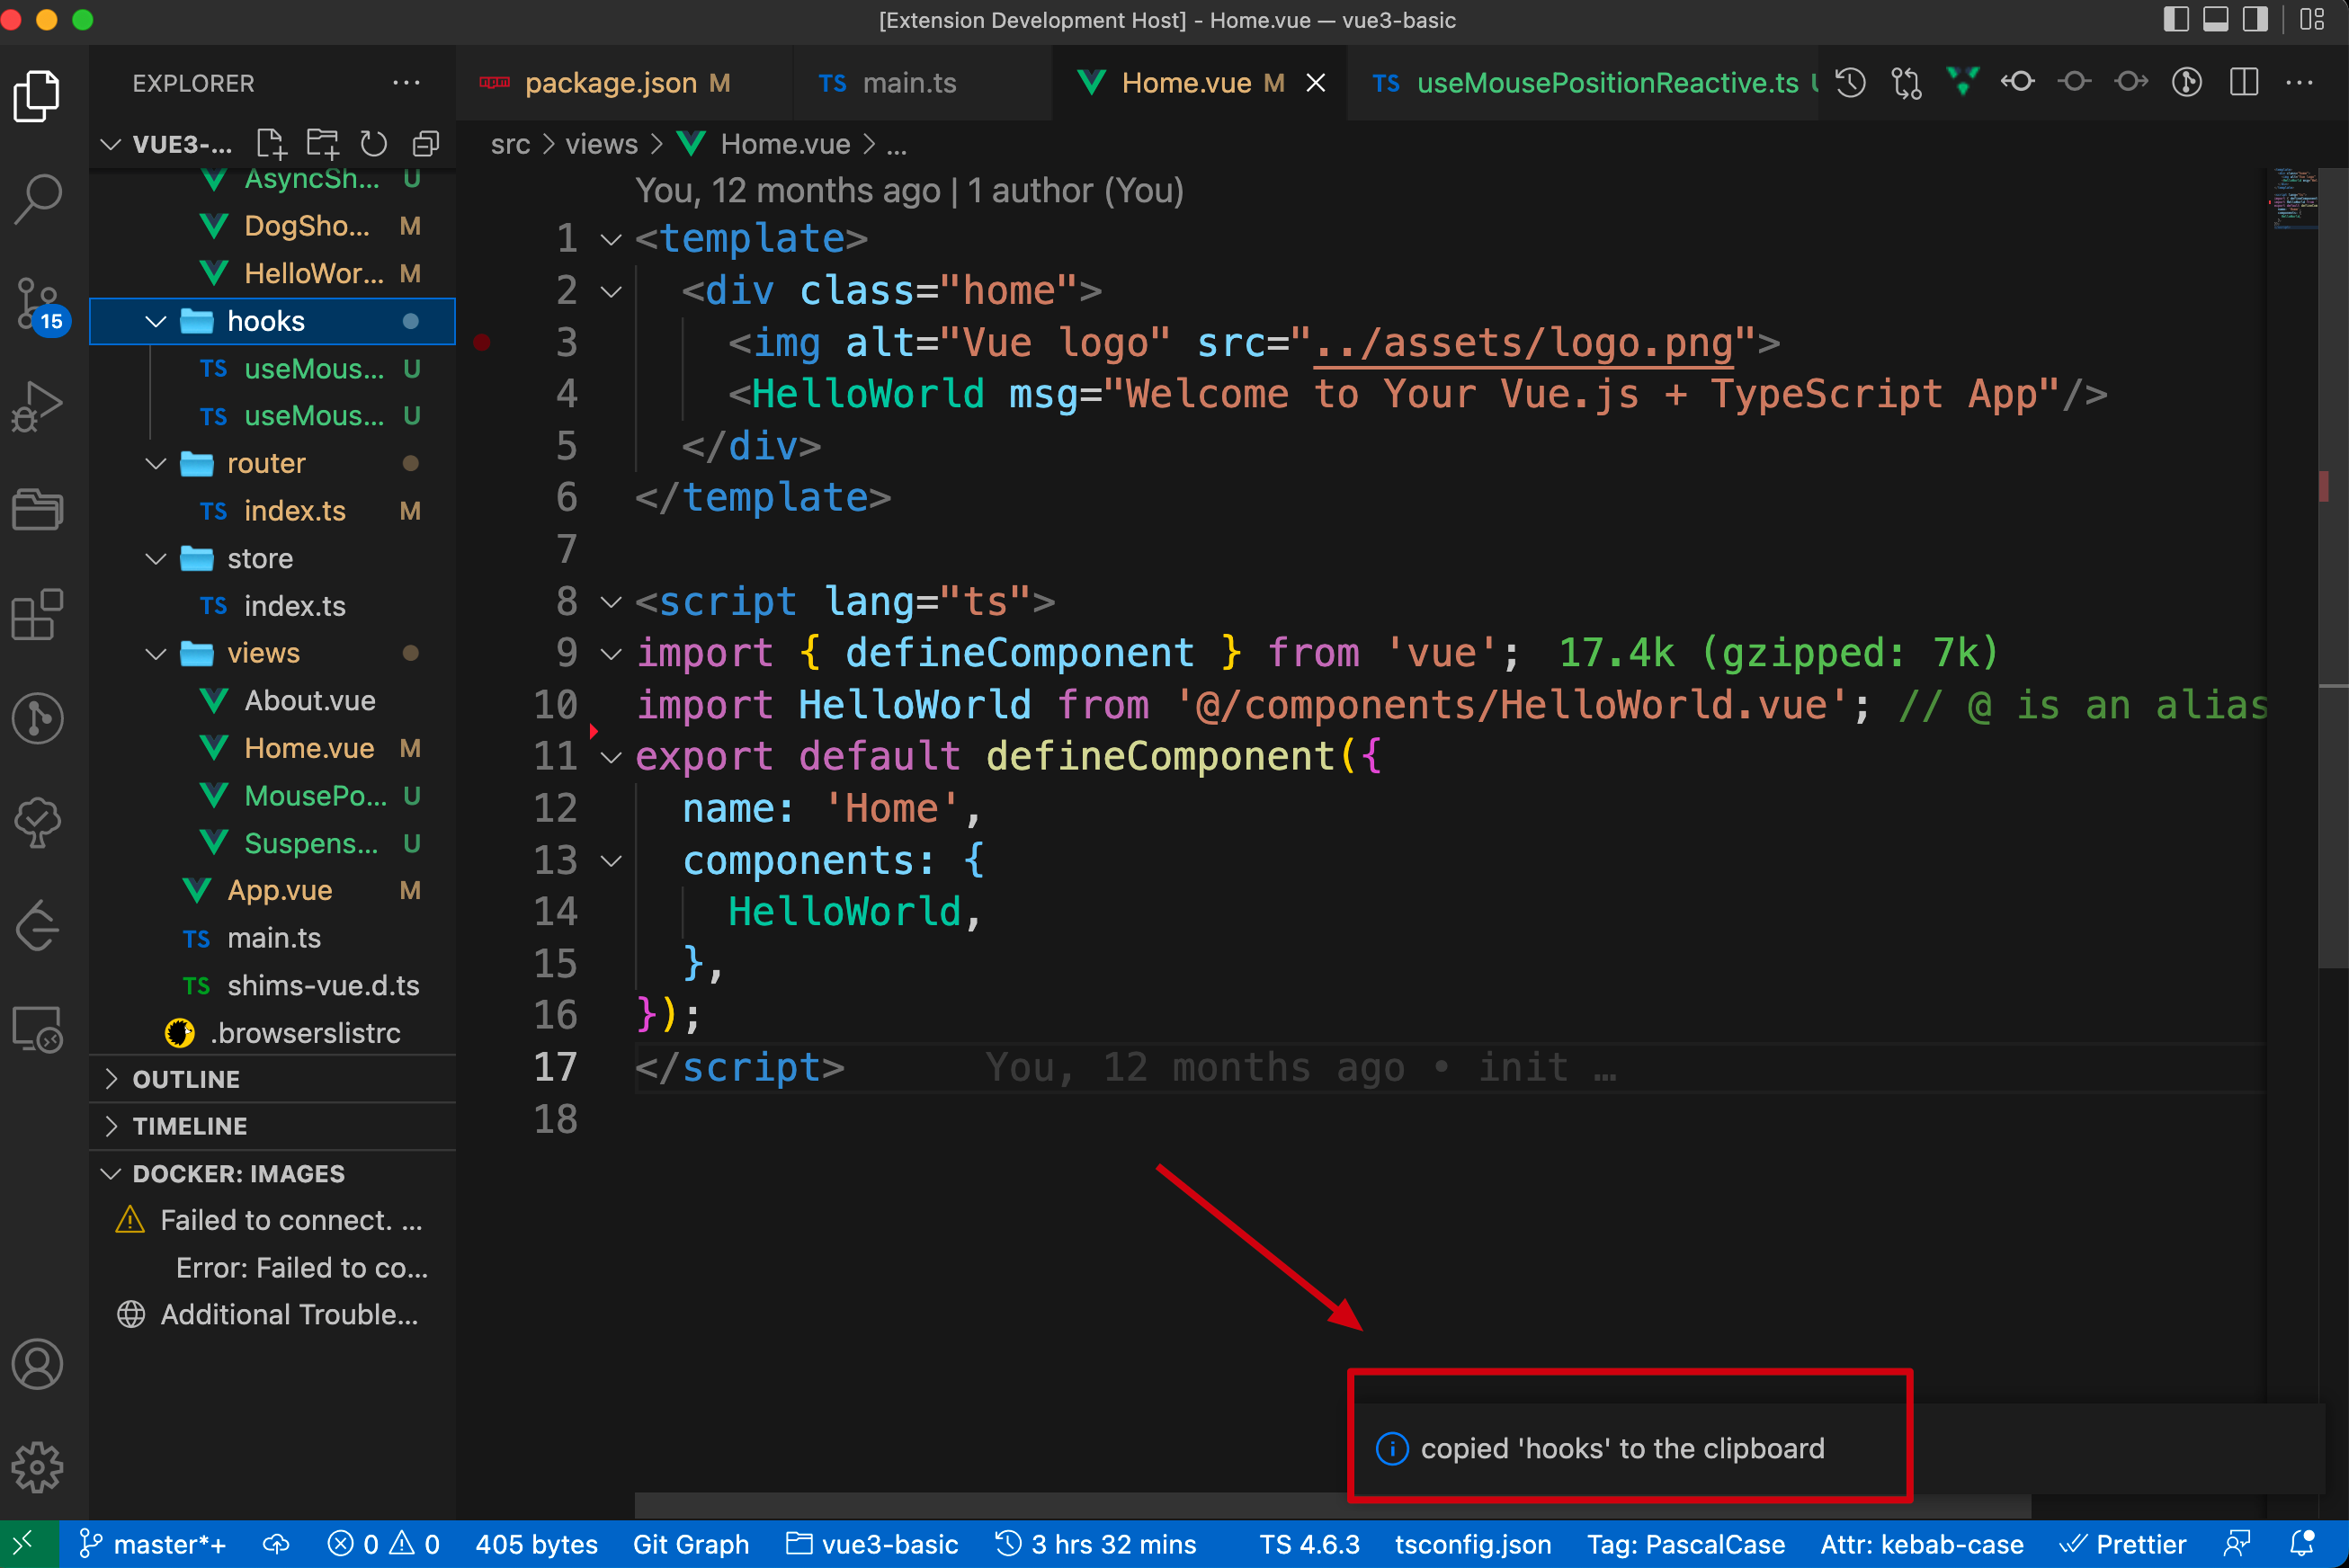 [Extension Development Host] - Home.vue — vue3-basic
EXPLORER
package.json M
TS main.ts
Home.vue M
TS useMousePositionReactive.ts U
VUE3-...
src > views > Home.vue > ...
AsyncSh... U
DogSho... M
HelloWor... M
hooks
TS useMous... U
TS useMous... U
router
TS index.ts M
store
TS index.ts
views
About.vue
Home.vue M
MousePo... U
Suspens... U
App.vue M
TS main.ts
TS shims-vue.d.ts
.browserslistrc
OUTLINE
TIMELINE
DOCKER: IMAGES
Failed to connect. ...
Error: Failed to co...
Additional Trouble...
15
You, 12 months ago | 1 author (You)
1 <template>
2 <div class="home">
3 <img alt="Vue logo" src="../assets/logo.png">
4 <HelloWorld msg="Welcome to Your Vue.js + TypeScript App"/>
5 </div>
6 </template>
7
8 <script lang="ts">
9 import { defineComponent } from 'vue'; 17.4k (gzipped: 7k)
10 import HelloWorld from '@/components/HelloWorld.vue'; // @ is an alias
11 export default defineComponent({
12 name: 'Home',
13 components: {
14 HelloWorld,
15 },
16 });
17 </script> You, 12 months ago • init …
18
copied 'hooks' to the clipboard
master*+ 0 0 405 bytes Git Graph vue3-basic 3 hrs 32 mins TS 4.6.3 tsconfig.json Tag: PascalCase Attr: kebab-case Prettier